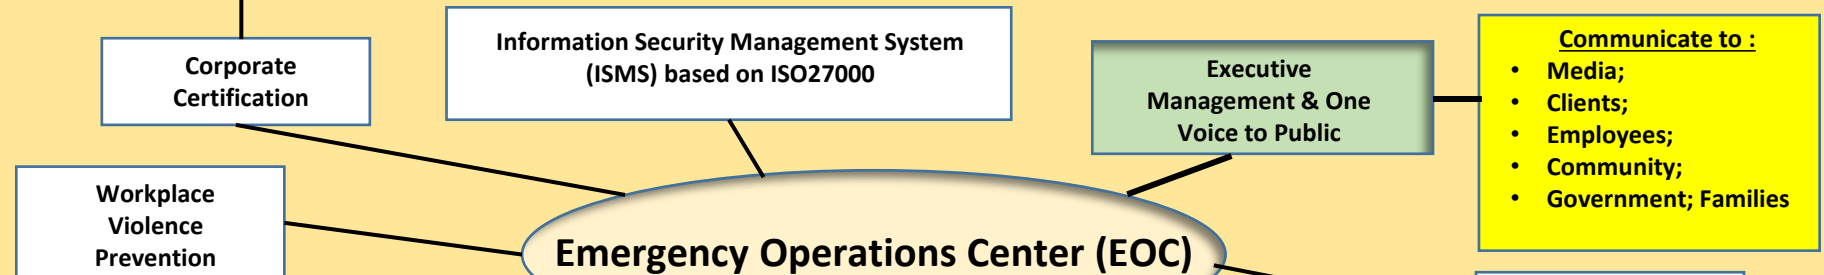 Corporate
Certification
Information Security Management System
(ISMS) based on ISO27000
Executive
Management & One
Voice to Public
Communicate to :
• Media;
• Clients;
• Employees;
• Community;
• Government; Families
Workplace
Violence
Prevention
Emergency Operations Center (EOC)